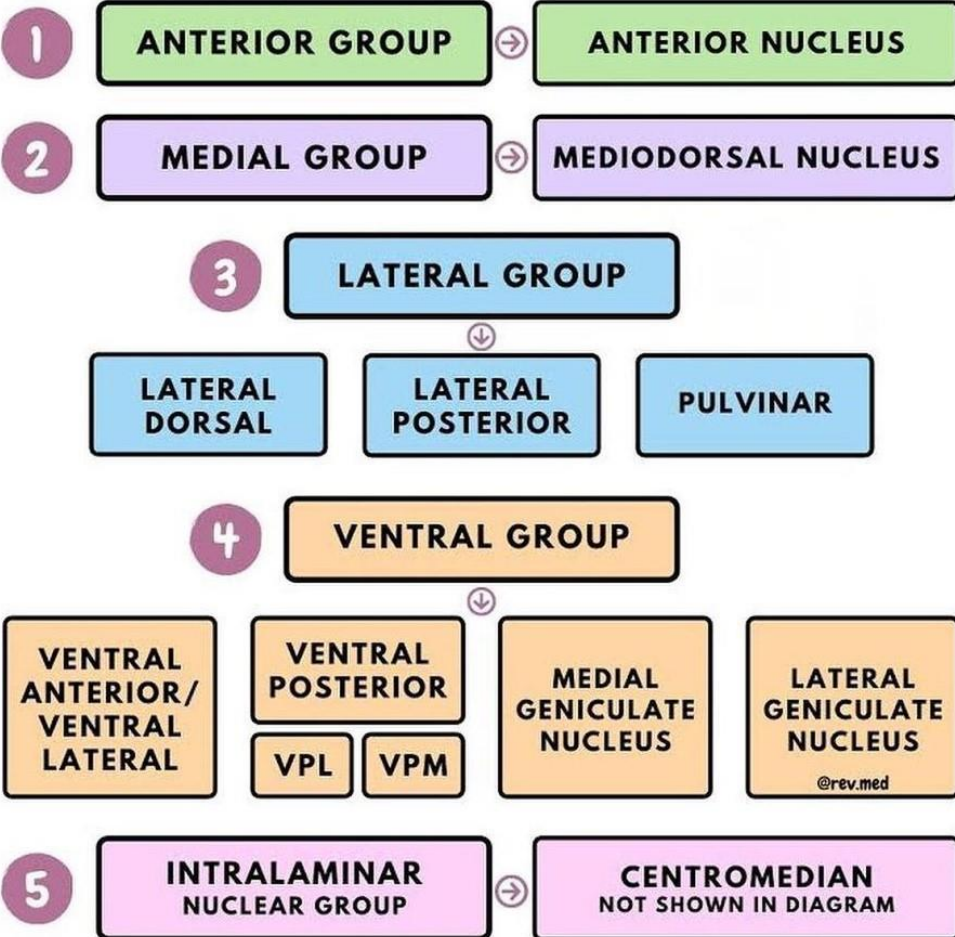 1
ANTERIOR GROUP
ANTERIOR NUCLEUS
2
MEDIAL GROUP
MEDIODORSAL NUCLEUS
3
LATERAL GROUP
LATERAL
DORSAL
LATERAL
POSTERIOR
PULVINAR
4
VENTRAL GROUP
VENTRAL
ANTERIOR/
VENTRAL
LATERAL
VENTRAL
POSTERIOR
VPL
VPM
MEDIAL
GENICULATE
NUCLEUS
LATERAL
GENICULATE
NUCLEUS
@rev.med
5
INTRALAMINAR
NUCLEAR GROUP
CENTROMEDIAN
NOT SHOWN IN DIAGRAM